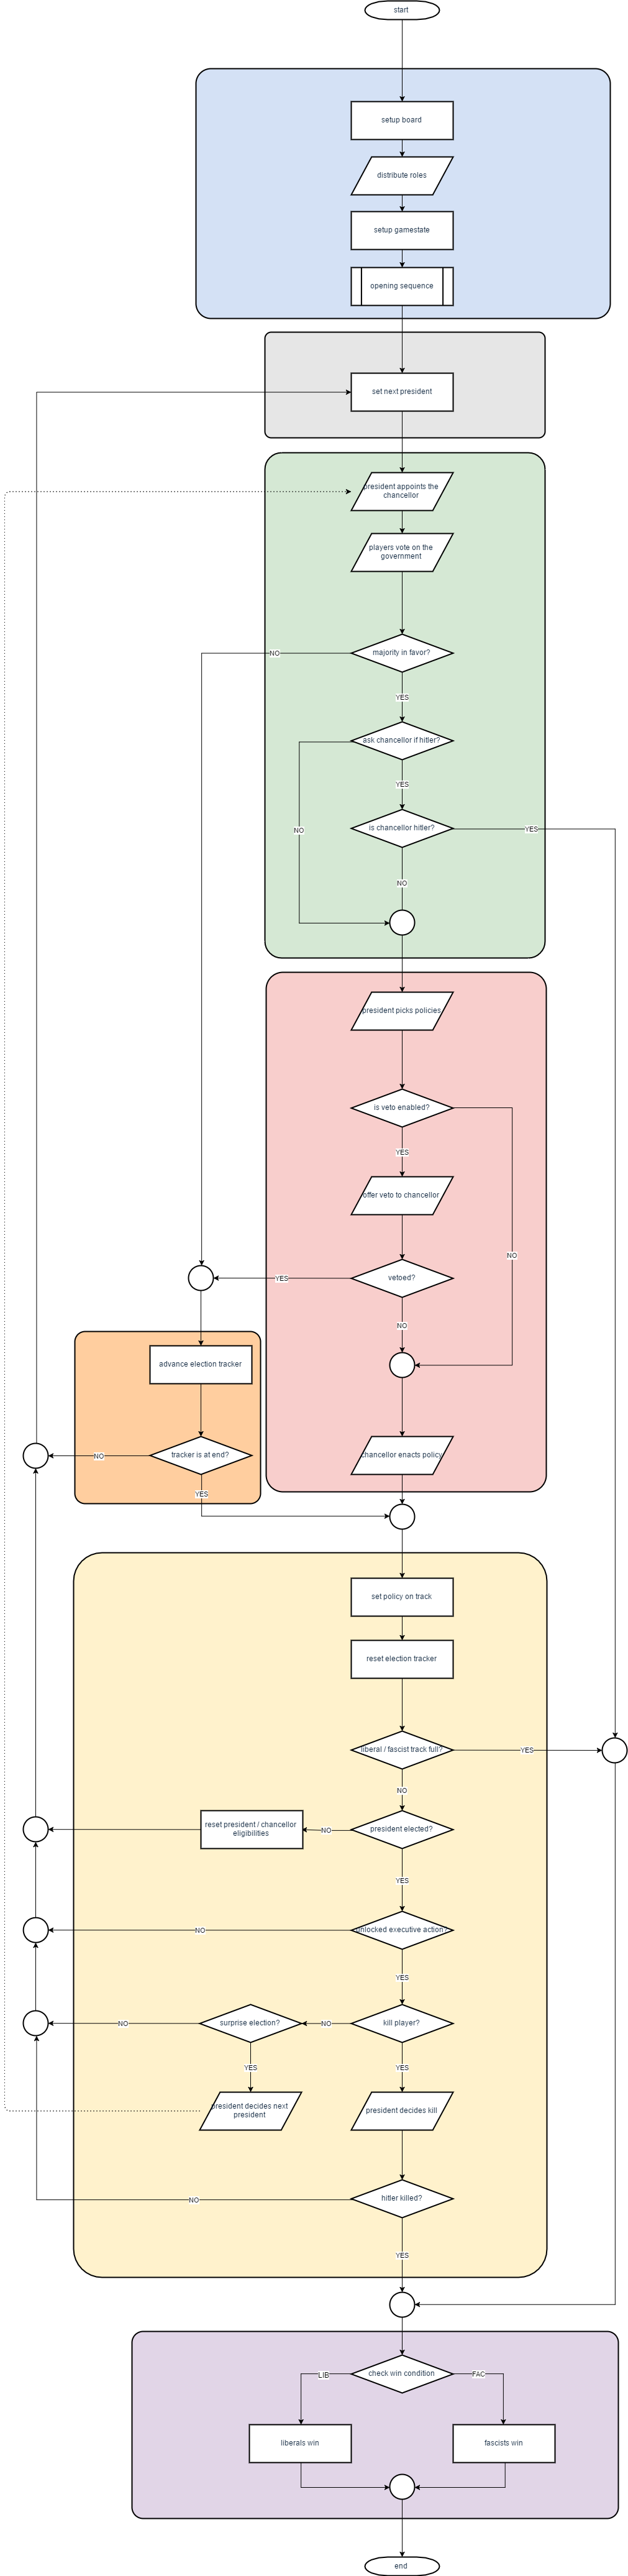 start
setup board
distribute roles
setup gamestate
opening sequence
set next president
president appoints the
chancellor
players vote on the
government
majority in favor?
NO
YES
ask chancellor if hitler?
YES
is chancellor hitler?
YES
NO
NO
president picks policies
is veto enabled?
YES
offer veto to chancellor
NO
vetoed?
YES
NO
advance election tracker
tracker is at end?
NO
chancellor enacts policy
YES
set policy on track
reset election tracker
liberal / fascist track full?
YES
NO
reset president / chancellor
eligibilities
NO
president elected?
YES
unlocked executive action?
NO
YES
NO
surprise election?
NO
kill player?
YES
YES
president decides next
president
president decides kill
hitler killed?
NO
YES
check win condition
LIB
FAC
liberals win
fascists win
end